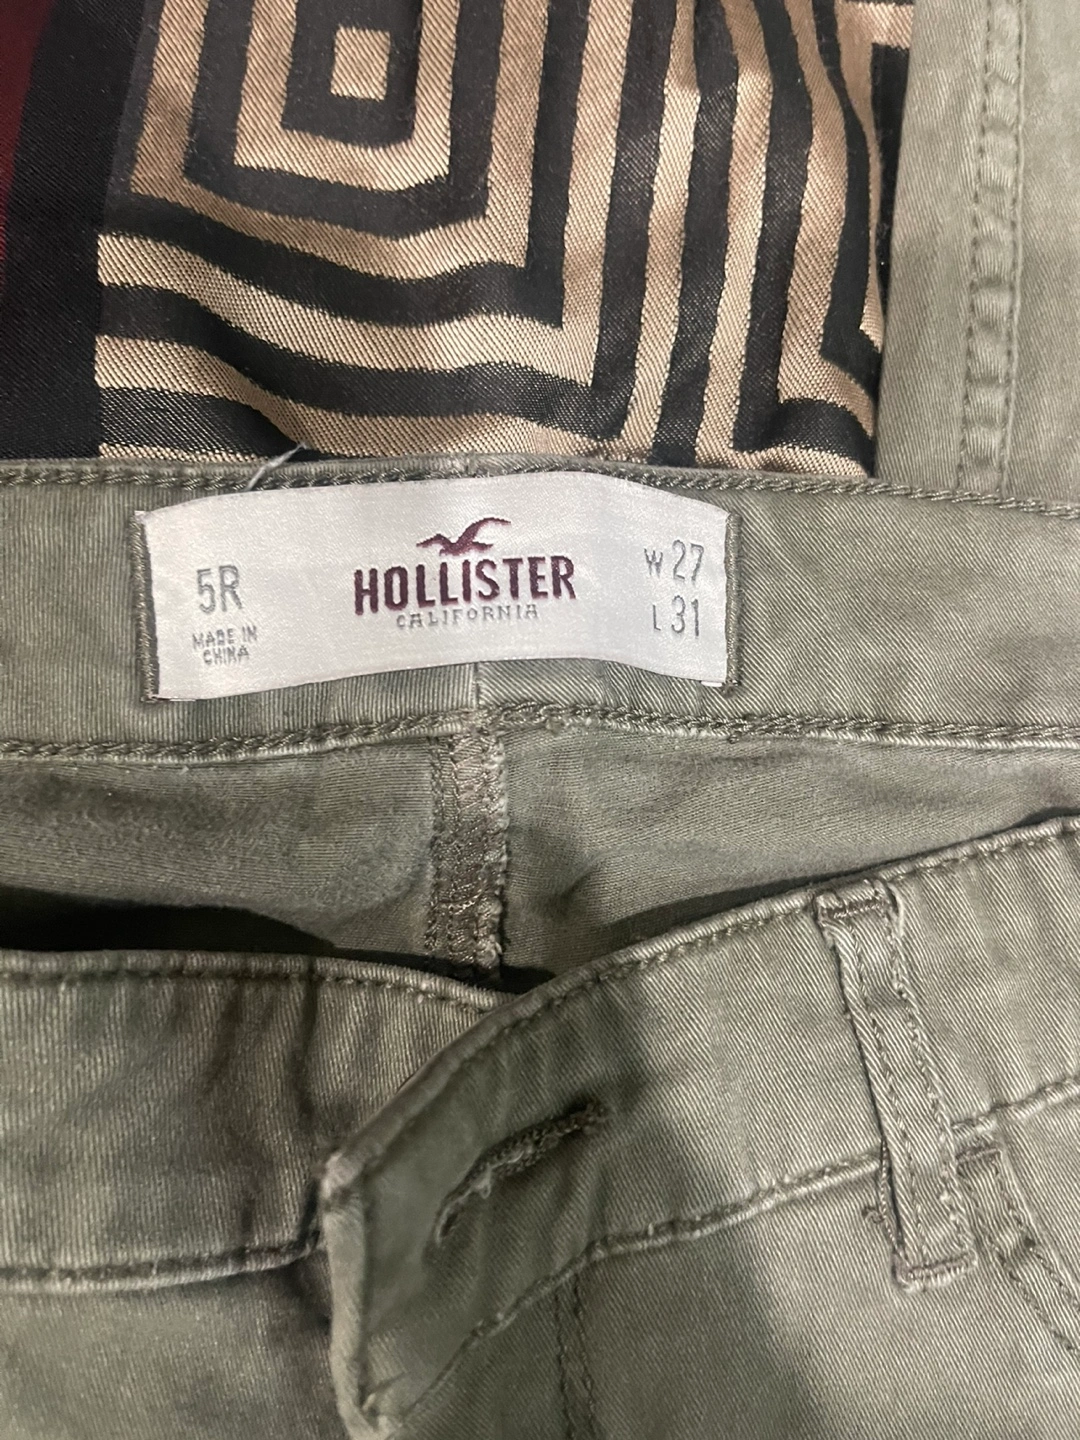 5R
MADE IN
CHINA
HOLLISTER
CALIFORNIA
W 27
L 31